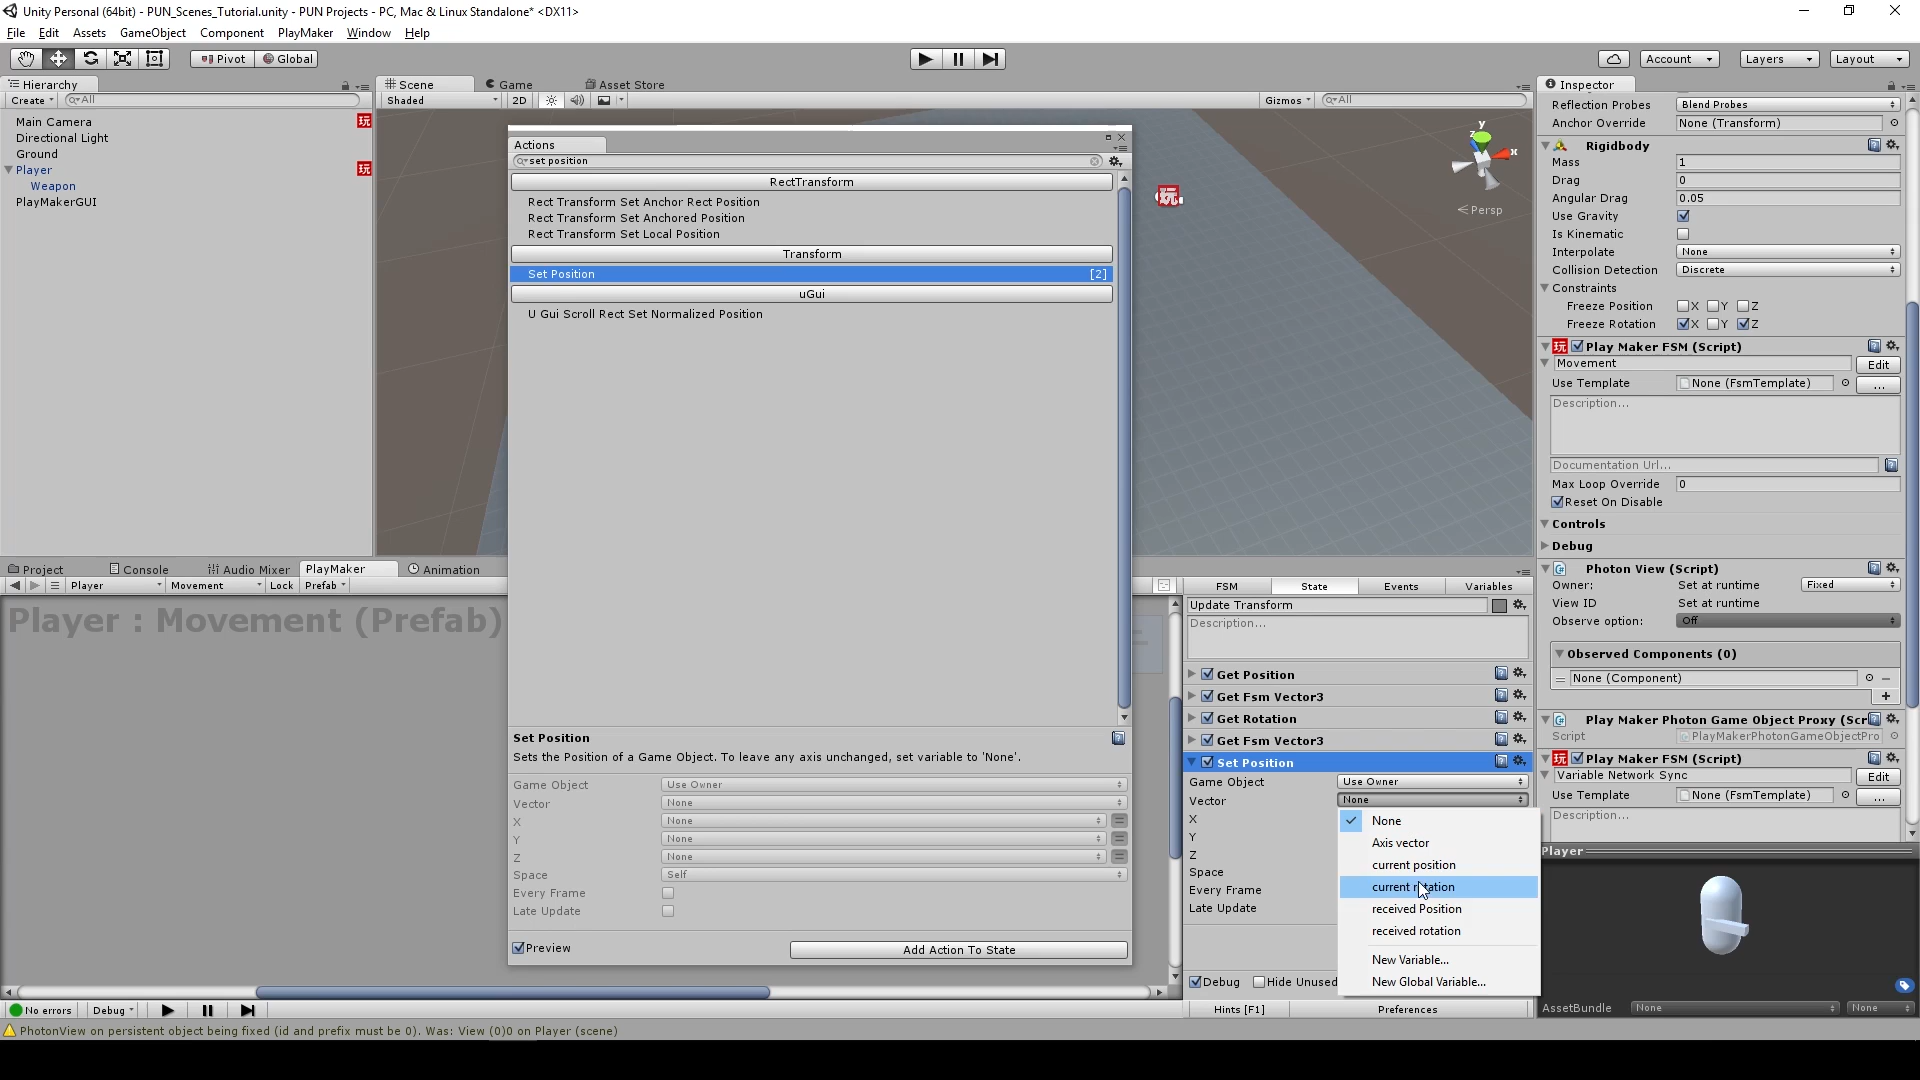 Unity Personal (64bit) - PUN_Scenes_Tutorial.unity - PUN Projects - PC, Mac & Linux Standalone* <DX11>
File Edit Assets GameObject Component PlayMaker Window Help
Pivot Global Account Layers Layout
Hierarchy
Create All
Main Camera 玩
Directional Light
Ground
Player 玩
Weapon
PlayMakerGUI
Scene Game Asset Store
Shaded 2D Gizmos All
y
z
x
Persp
玩
Actions
set position
RectTransform
Rect Transform Set Anchor Rect Position
Rect Transform Set Anchored Position
Rect Transform Set Local Position
Transform
Set Position [2]
uGui
U Gui Scroll Rect Set Normalized Position
Set Position
Sets the Position of a Game Object. To leave any axis unchanged, set variable to 'None'.
Game Object Use Owner
Vector None
X None
Y None
Z None
Space Self
Every Frame
Late Update
Preview Add Action To State
Project Console Audio Mixer PlayMaker Animation
Player Movement Lock Prefab
Player : Movement (Prefab)
FSM State Events Variables
Update Transform
Description...
Get Position
Get Fsm Vector3
Get Rotation
Get Fsm Vector3
Set Position
Game Object Use Owner
Vector None
X
Y
Z
Space
Every Frame
Late Update
None
Axis vector
current position
current rotation
received Position
received rotation
New Variable...
New Global Variable...
Debug Hide Unused
Hints [F1] Preferences
No errors Debug
PhotonView on persistent object being fixed (id and prefix must be 0). Was: View (0)0 on Player (scene)
Inspector
Reflection Probes Blend Probes
Anchor Override None (Transform)
Rigidbody
Mass 1
Drag 0
Angular Drag 0.05
Use Gravity
Is Kinematic
Interpolate None
Collision Detection Discrete
Constraints
Freeze Position X Y Z
Freeze Rotation X Y Z
玩 Play Maker FSM (Script)
Movement Edit
Use Template None (FsmTemplate) ...
Description...
Documentation Url...
Max Loop Override 0
Reset On Disable
Controls
Debug
Photon View (Script)
Owner: Set at runtime Fixed
View ID Set at runtime
Observe option: Off
Observed Components (0)
None (Component)
Play Maker Photon Game Object Proxy (Scr
Script PlayMakerPhotonGameObjectPro
玩 Play Maker FSM (Script)
Variable Network Sync Edit
Use Template None (FsmTemplate) ...
Description...
Player
AssetBundle None None